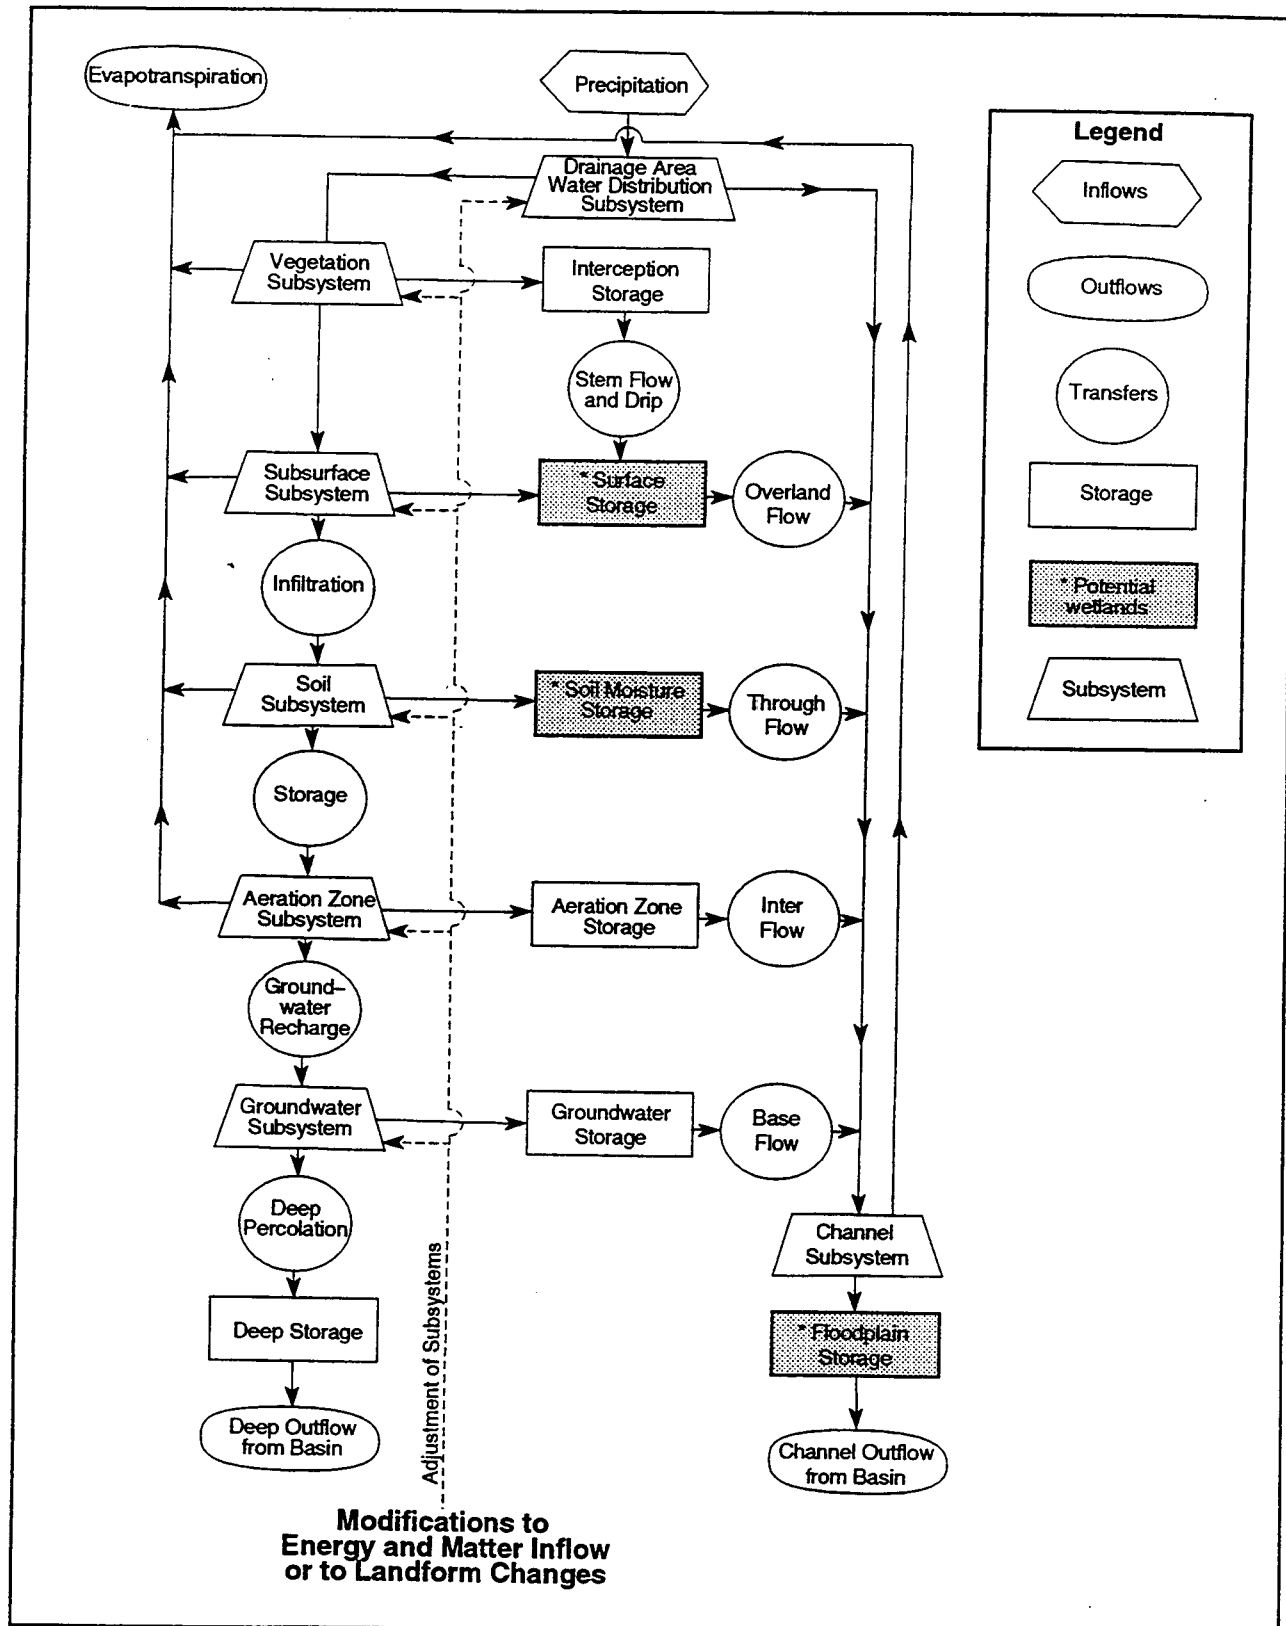 Evapotranspiration
Precipitation
Legend
Inflows
Outflows
Transfers
Storage
* Potential
wetlands
Subsystem
Drainage Area
Water Distribution
Subsystem
Vegetation
Subsystem
Interception
Storage
Stem Flow
and Drip
Subsurface
Subsystem
* Surface
Storage
Overland
Flow
Infiltration
Soil
Subsystem
* Soil Moisture
Storage
Through
Flow
Storage
Aeration Zone
Subsystem
Aeration Zone
Storage
Inter
Flow
Ground–
water
Recharge
Groundwater
Subsystem
Groundwater
Storage
Base
Flow
Deep
Percolation
Channel
Subsystem
Deep Storage
* Floodplain
Storage
Deep Outflow
from Basin
Channel Outflow
from Basin
Adjustment of Subsystems
Modifications to
Energy and Matter Inflow
or to Landform Changes